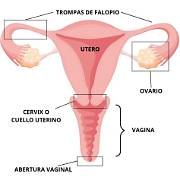 TROMPAS DE FALOPIO
UTERO
OVARIO
CERVIX O
CUELLO UTERINO
VAGINA
ABERTURA VAGINAL